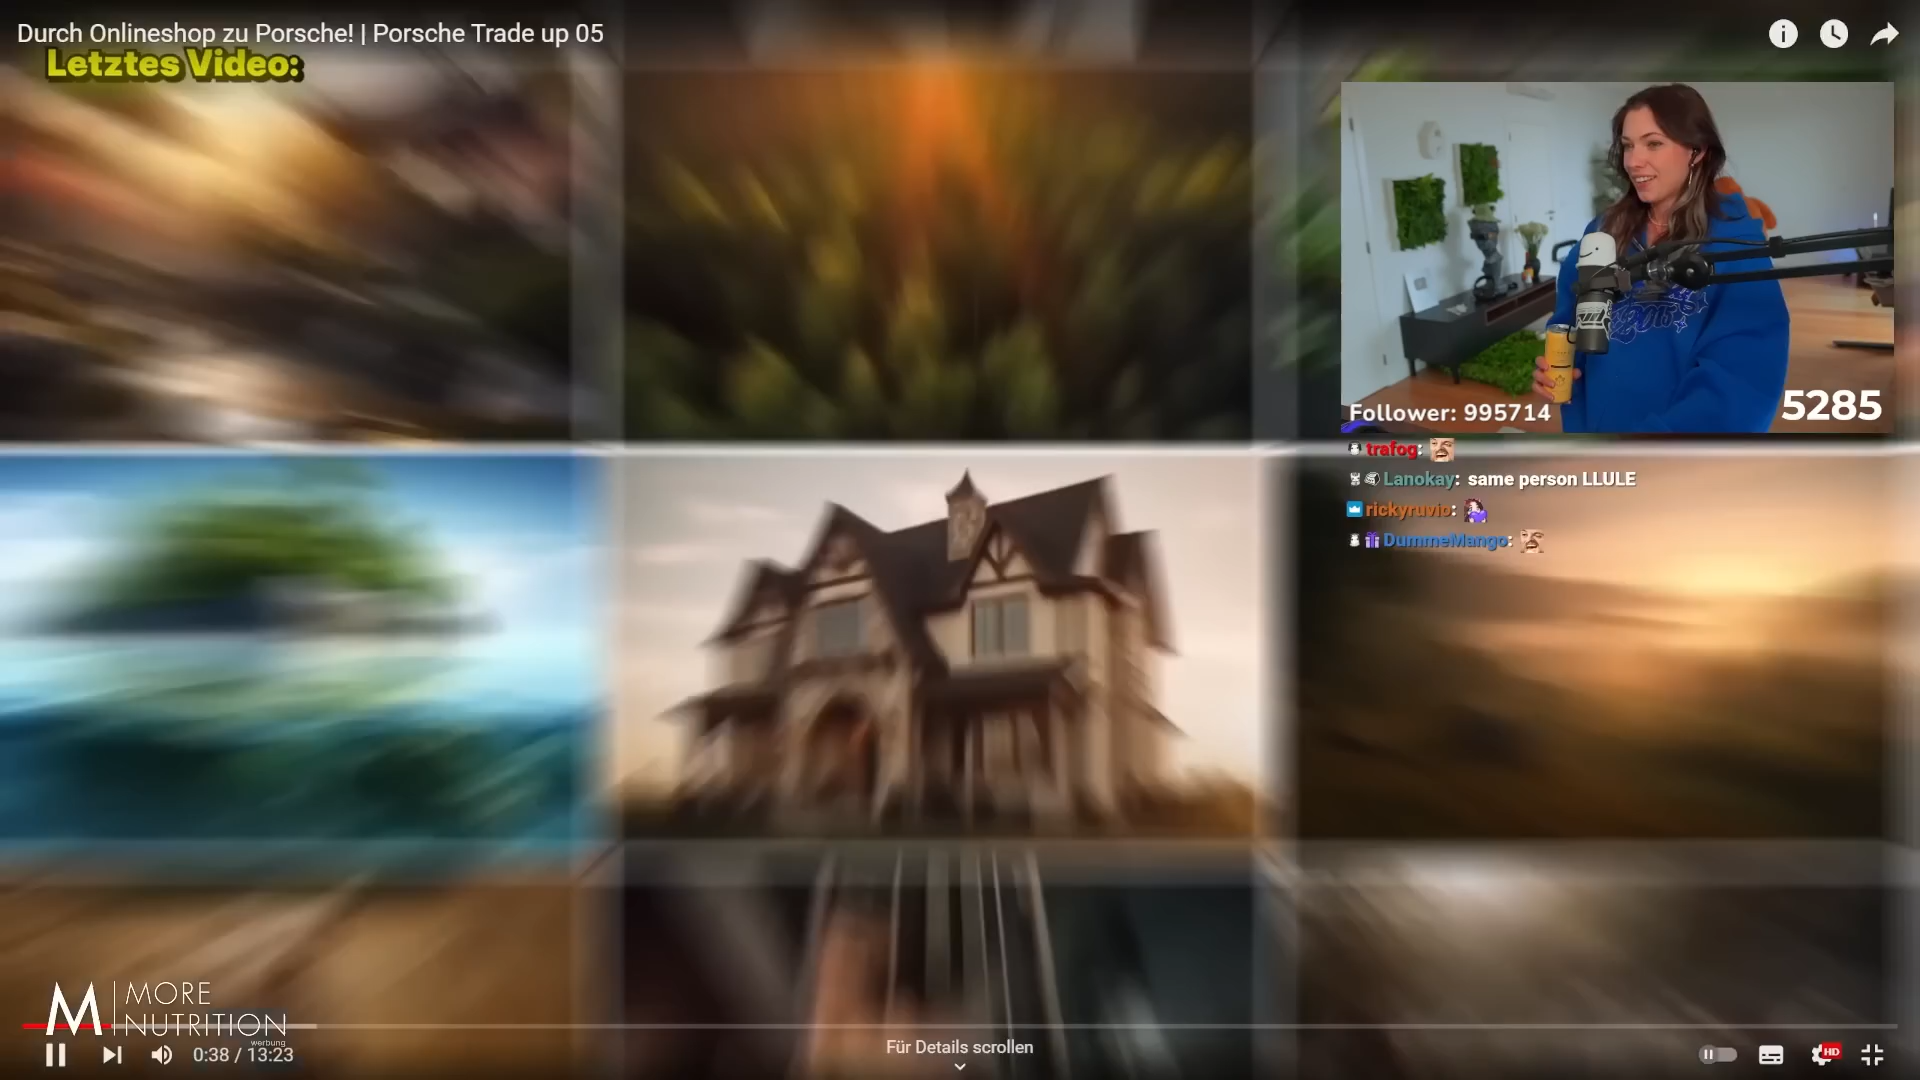 Durch Onlineshop zu Porsche! | Porsche Trade up 05
Letztes Video:
Follower: 995714
5285
trafog:
Lanokay: same person LLULE
rickyruvio:
DummeMango:
M | MORE NUTRITION
werbung
0:38 / 13:23
Für Details scrollen
HD